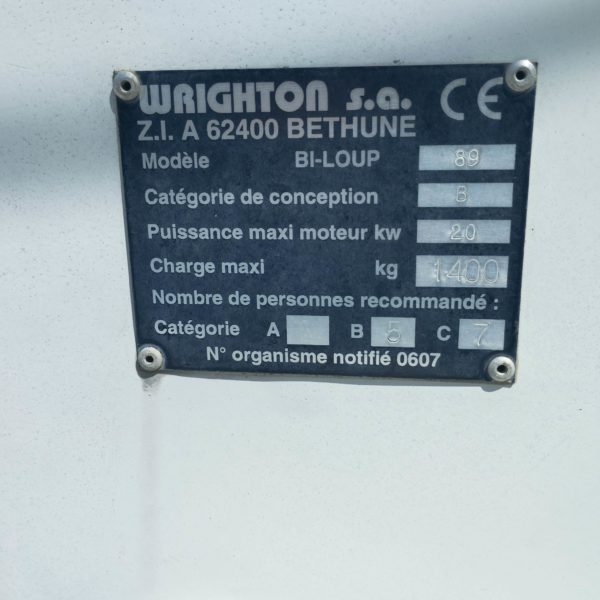 WRIGHTON s.a. CE
Z.I. A 62400 BETHUNE
Modèle BI-LOUP 89
Catégorie de conception B
Puissance maxi moteur kw 20
Charge maxi kg 1400
Nombre de personnes recommandé :
Catégorie A B 5 C 7
N° organisme notifié 0607